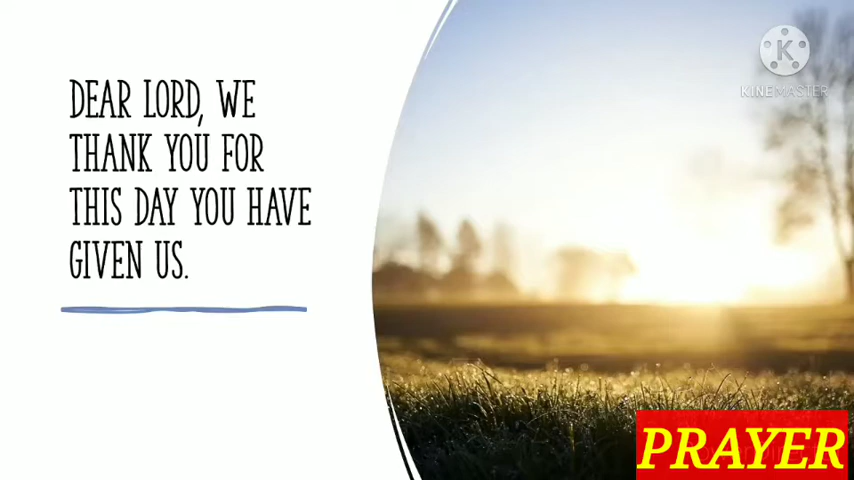 DEAR LORD, WE
THANK YOU FOR
THIS DAY YOU HAVE
GIVEN US.
K
KINEMASTER
PRAYER